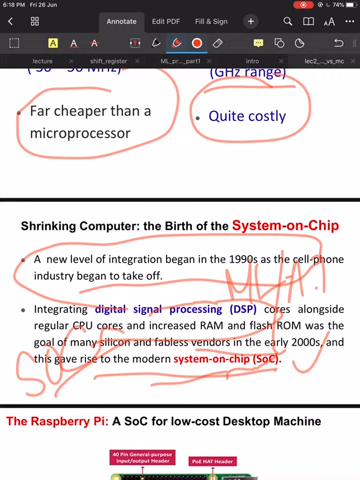 6:18 PM Fri 26 Jun
74%
Annotate Edit PDF Fill & Sign
AA
A A A
lecture shift_register ML_pr_part1 intro lec2_vs_mc
(GHz range)
Far cheaper than a Quite costly
microprocessor
Shrinking Computer: the Birth of the System-on-Chip
A new level of integration began in the 1990s as the cell-phone
industry began to take off.
ML/A.I
Integrating digital signal processing (DSP) cores alongside
regular CPU cores and increased RAM and flash ROM was the
goal of many silicon and fabless vendors in the early 2000s, and
this gave rise to the modern system-on-chip (SoC).
SOC
The Raspberry Pi: A SoC for low-cost Desktop Machine
40 Pin General-purpose PoE HAT Header
input/output Header